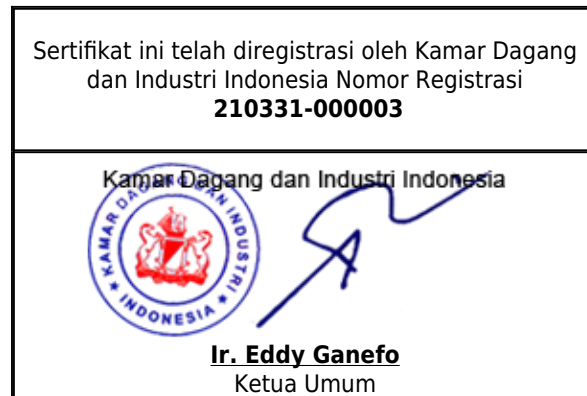 Sertifikat ini telah diregistrasi oleh Kamar Dagang
dan Industri Indonesia Nomor Registrasi
210331-000003
Kamar Dagang dan Industri Indonesia
KAMAR DAGANG DAN INDUSTRI
INDONESIA
Ir. Eddy Ganefo
Ketua Umum